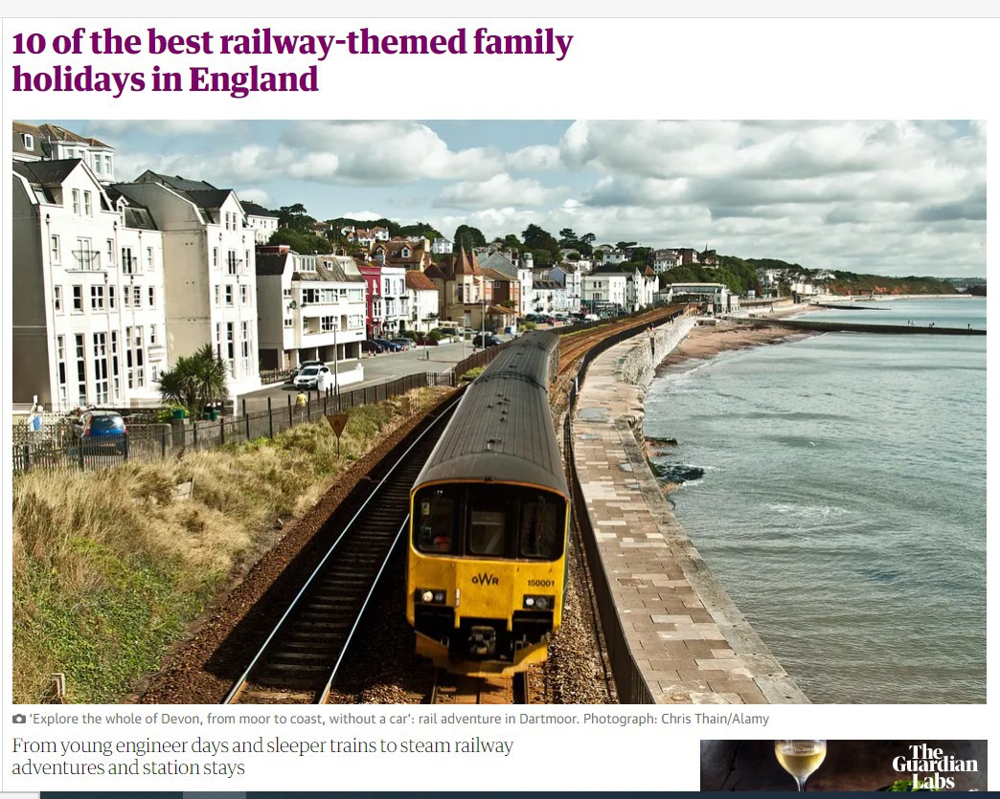 10 of the best railway-themed family
holidays in England
GWR
150001
'Explore the whole of Devon, from moor to coast, without a car': rail adventure in Dartmoor. Photograph: Chris Thain/Alamy
From young engineer days and sleeper trains to steam railway
adventures and station stays
The
Guardian
Labs